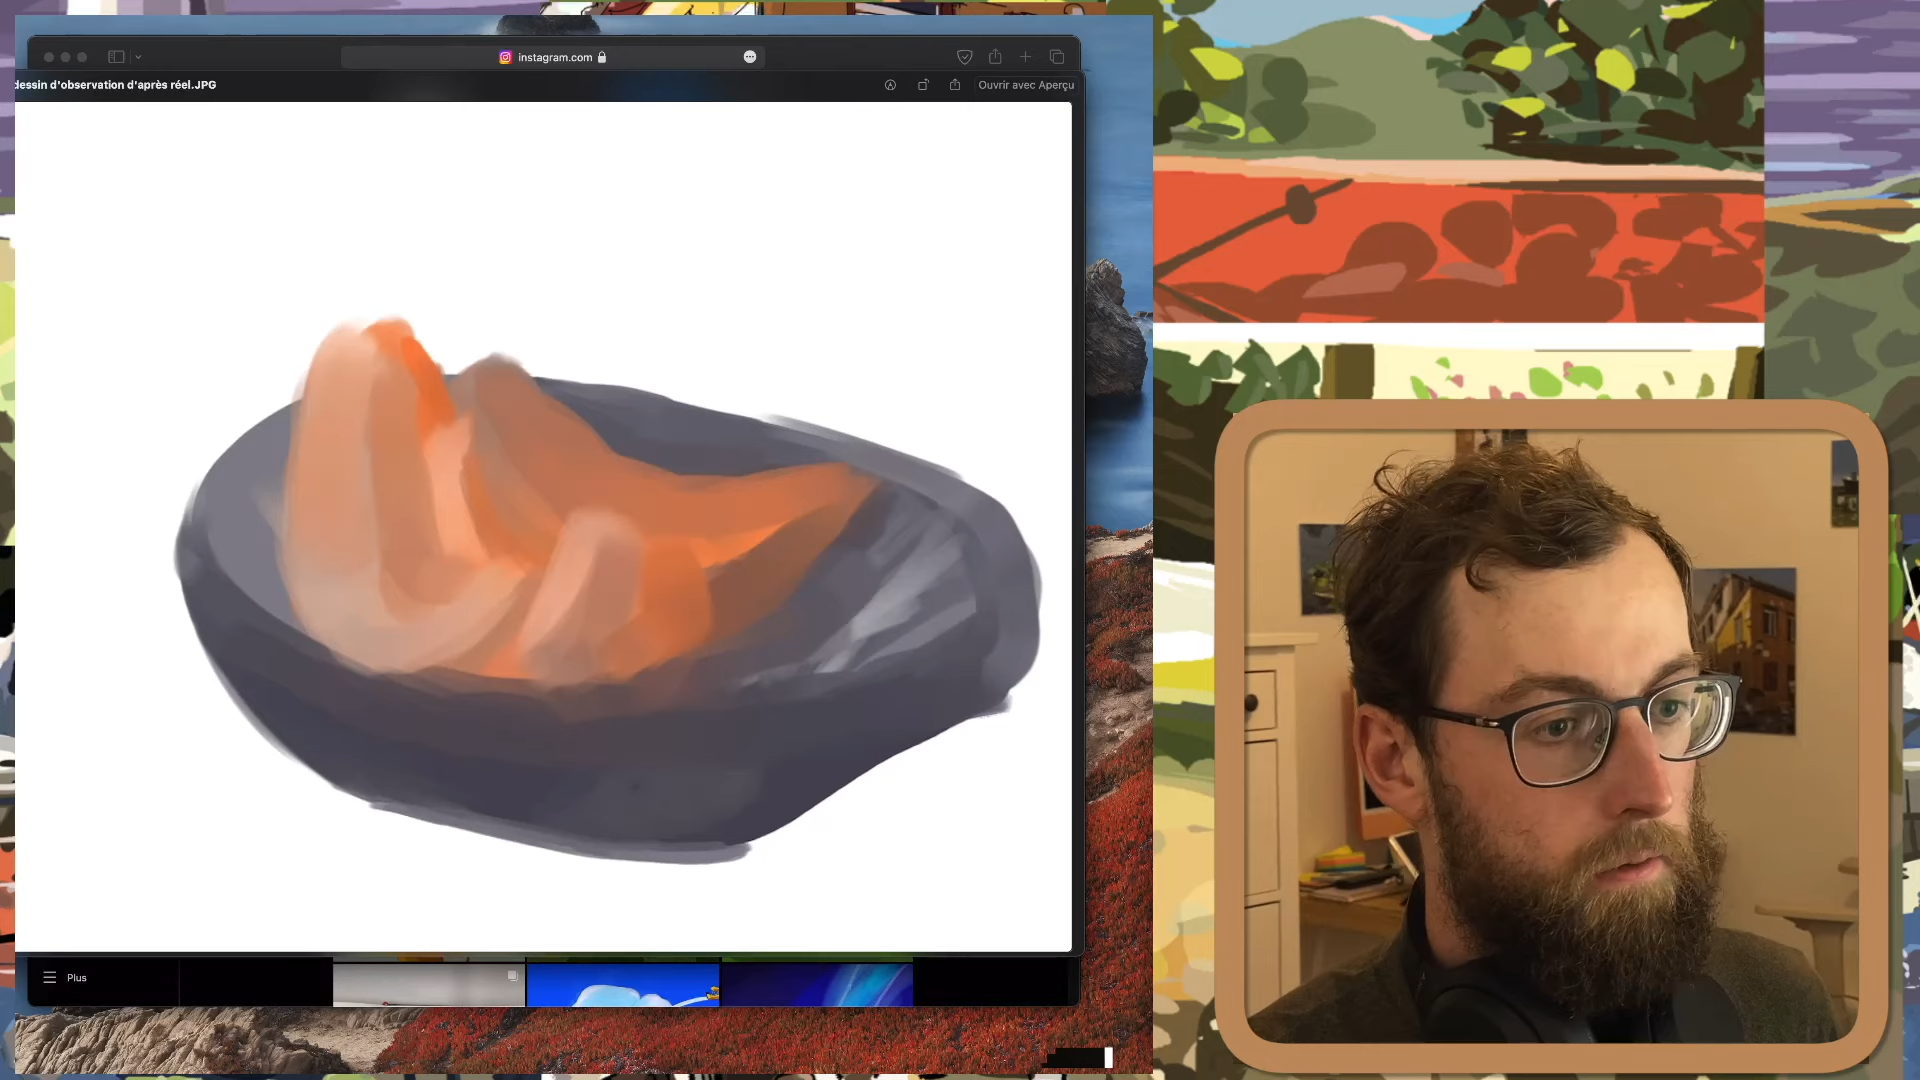 instagram.com
dessin d'observation d'après réel.JPG
Ouvrir avec Aperçu
Plus